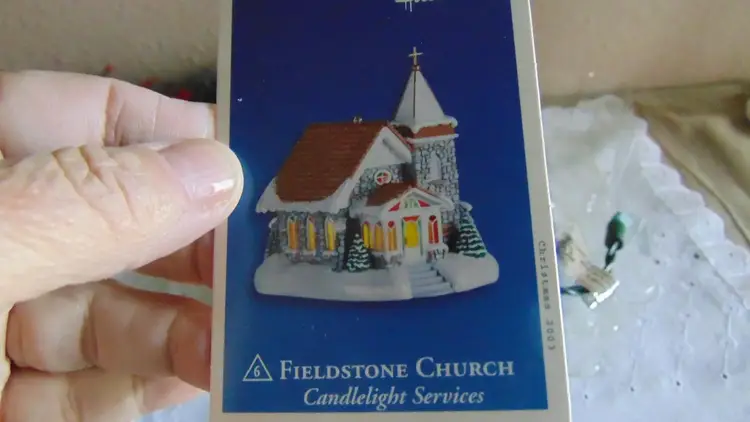 Christmas 2003
6 FIELDSTONE CHURCH
Candlelight Services